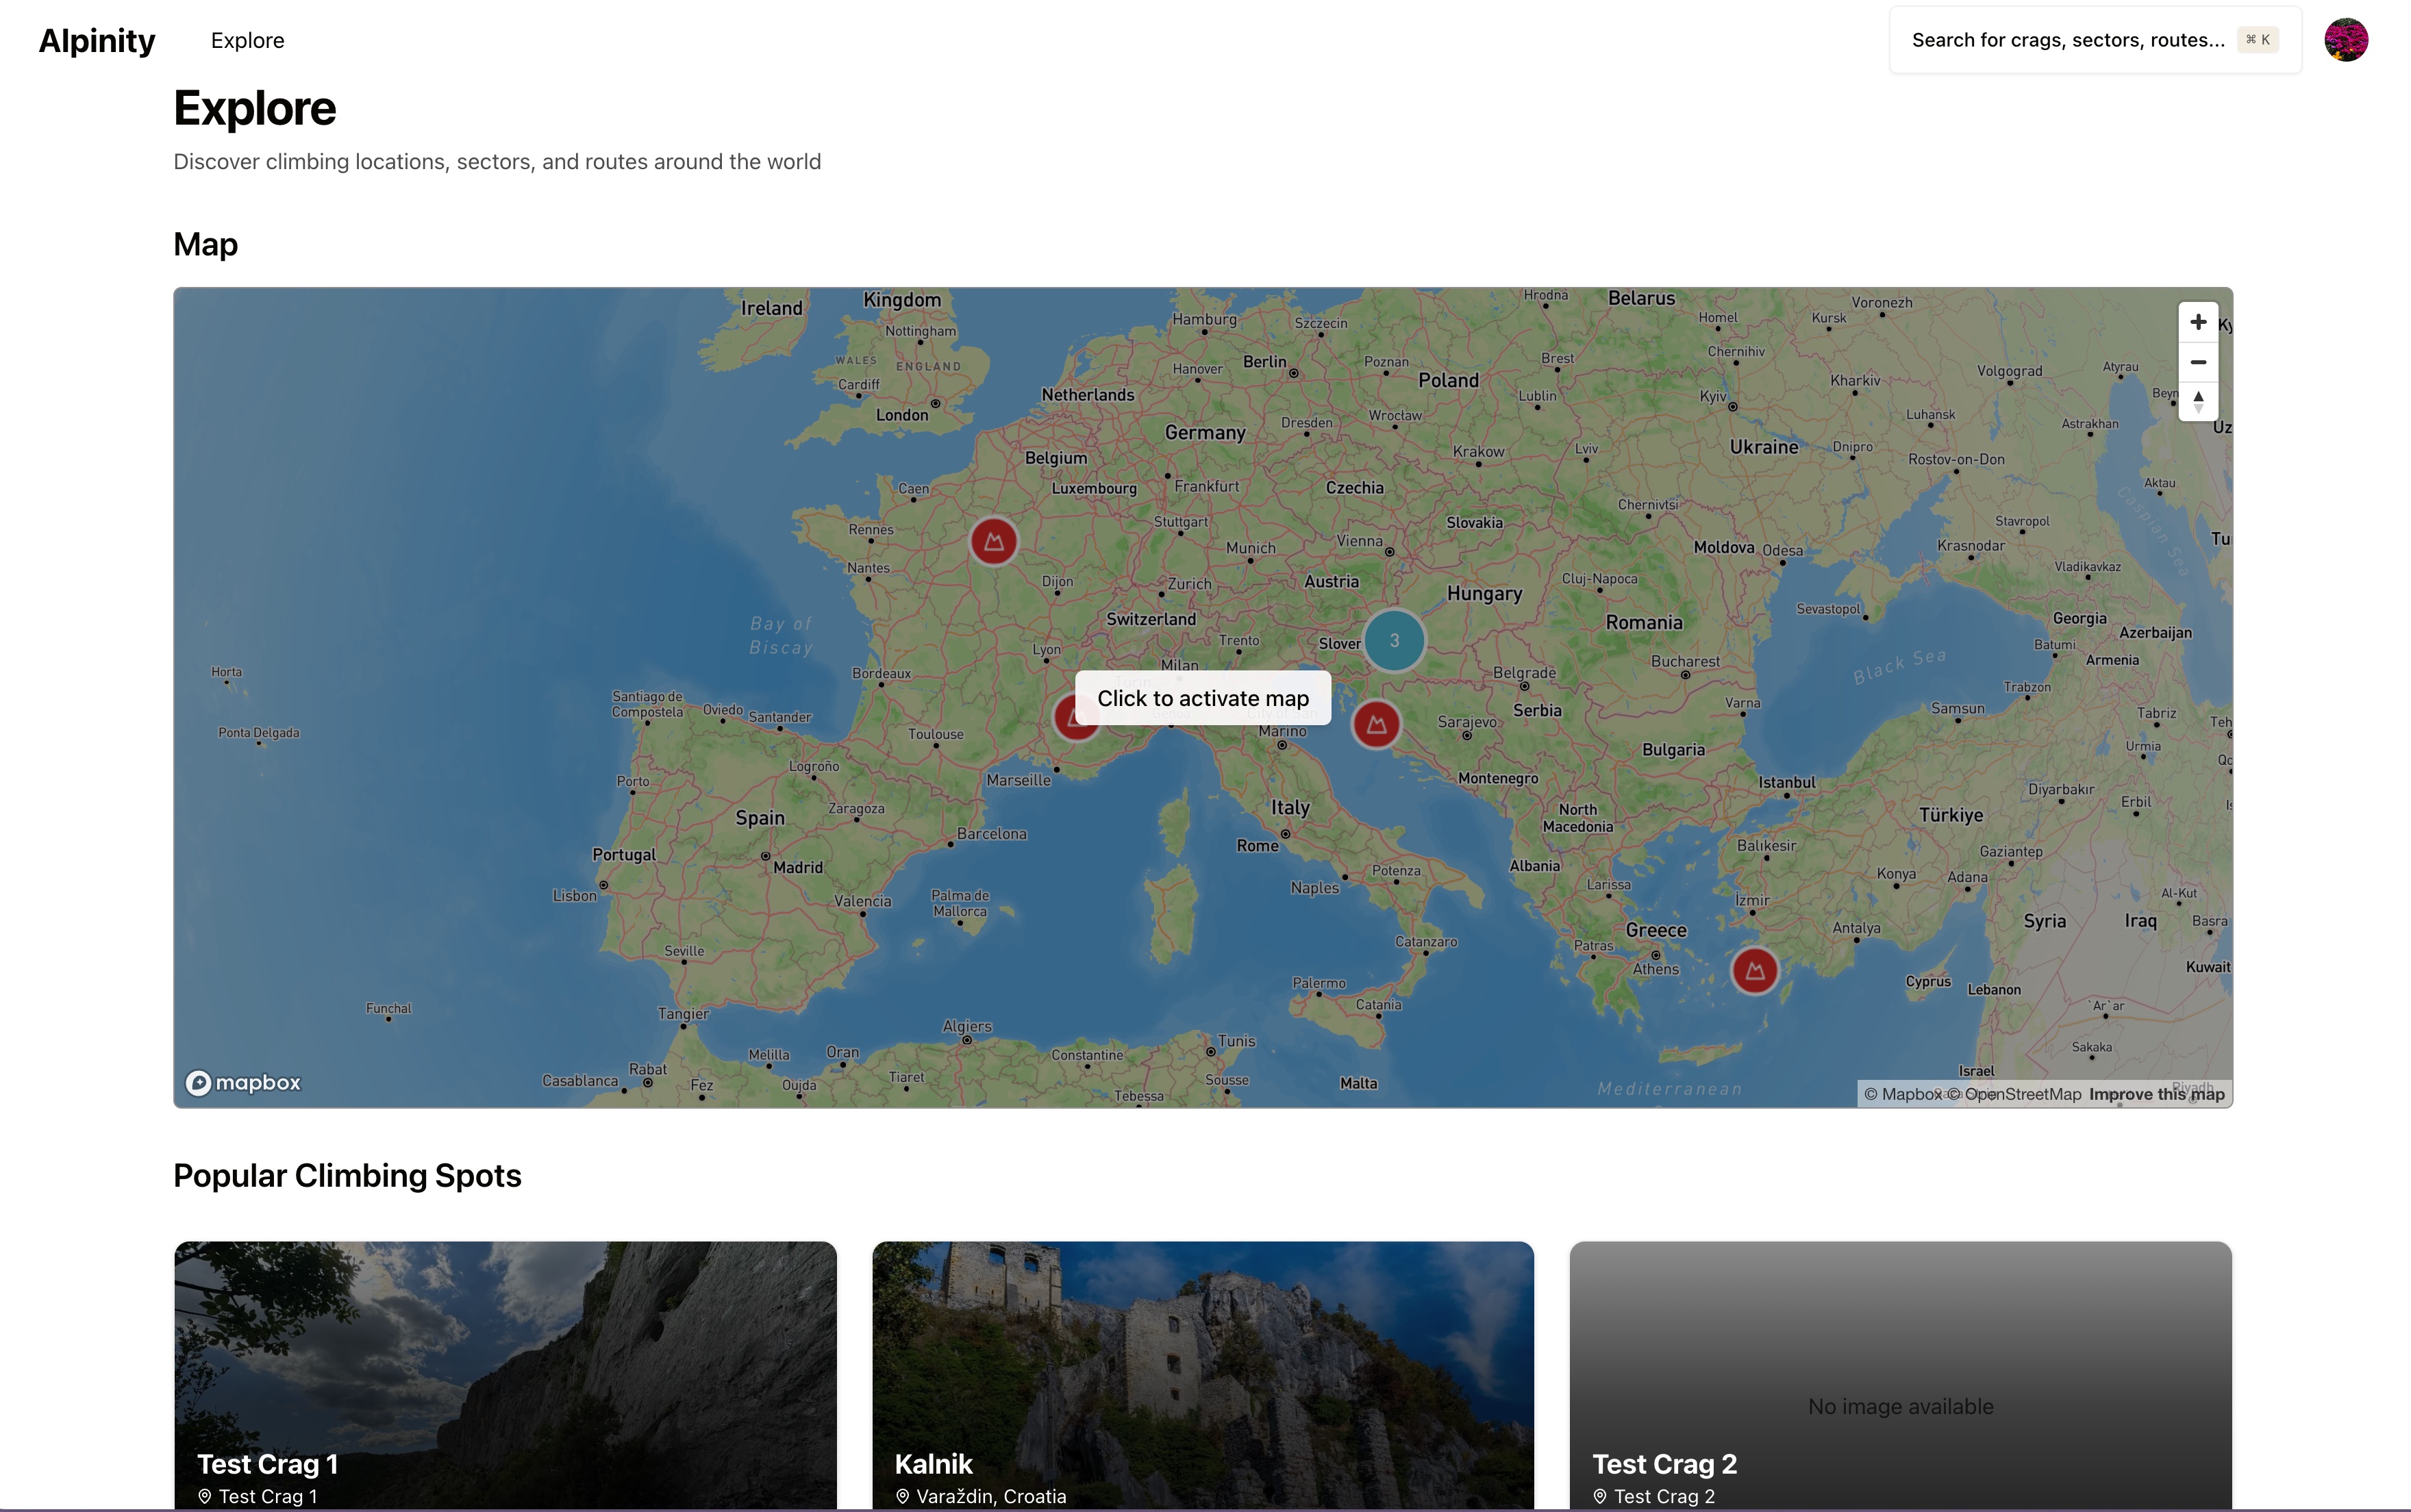 Alpinity
Explore
Search for crags, sectors, routes...
⌘ K
Explore
Discover climbing locations, sectors, and routes around the world
Map
Ireland
Kingdom
Nottingham
WALES
ENGLAND
Cardiff
London
Hamburg
Szczecin
Hrodna
Belarus
Homel
Kursk
Voronezh
Hanover
Berlin
Poznan
Poland
Brest
Chernihiv
Kharkiv
Volgograd
Atyrau
Netherlands
Germany
Dresden
Wrocław
Lublin
Kyiv
Luhansk
Astrakhan
Belgium
Luxembourg
Frankfurt
Czechia
Krakow
Lviv
Ukraine
Dnipro
Rostov-on-Don
Aktau
Caspian Sea
Caen
Rennes
Nantes
Stuttgart
Munich
Vienna
Slovakia
Chernivtsi
Moldova
Odesa
Stavropol
Krasnodar
Vladikavkaz
Dijon
Zurich
Austria
Hungary
Cluj-Napoca
Sevastopol
Georgia
Azerbaijan
Batumi
Armenia
Bay of
Biscay
Switzerland
Lyon
Trento
Milan
Slover
3
Romania
Bucharest
Black Sea
Trabzon
Horta
Ponta Delgada
Bordeaux
Click to activate map
Belgrade
Serbia
Sarajevo
Varna
Samsun
Tabriz
Urmia
Santiago de
Compostela
Oviedo
Santander
Toulouse
Marseille
Marino
Montenegro
Bulgaria
Istanbul
Diyarbakır
Erbil
Porto
Logroño
Zaragoza
Spain
Barcelona
Italy
Rome
North
Macedonia
Türkiye
Portugal
Madrid
Lisbon
Valencia
Palma de
Mallorca
Naples
Potenza
Albania
Larissa
Balıkesir
İzmir
Konya
Adana
Gaziantep
Al-Kut
Syria
Iraq
Basra
Seville
Catanzaro
Patras
Greece
Athens
Antalya
Cyprus
Lebanon
Kuwait
Funchal
Tangier
Algiers
Palermo
Catania
Tunis
`Ar`ar
Sakaka
Casablanca
Rabat
Fez
Melilla
Oujda
Oran
Tiaret
Constantine
Tebessa
Sousse
Malta
Mediterranean
Israel
mapbox
© Mapbox © OpenStreetMap Improve this map
Popular Climbing Spots
Test Crag 1
Test Crag 1
Kalnik
Varaždin, Croatia
No image available
Test Crag 2
Test Crag 2